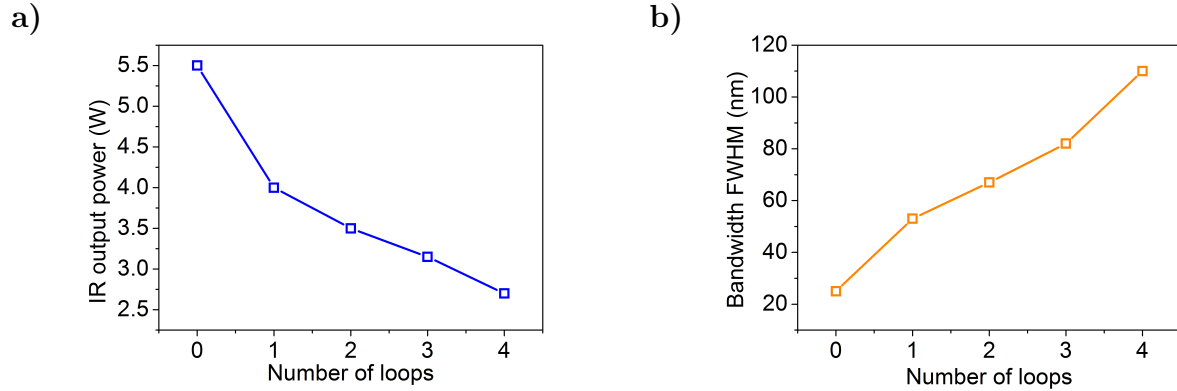 a)
5.5
5.0
4.5
4.0
3.5
3.0
2.5
IR output power (W)
0 1 2 3 4
Number of loops
b)
120
100
80
60
40
20
Bandwidth FWHM (nm)
0 1 2 3 4
Number of loops